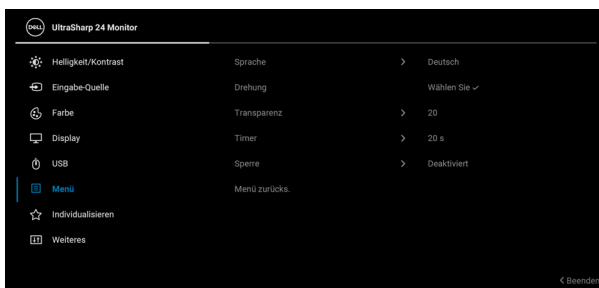 DELL UltraSharp 24 Monitor
Helligkeit/Kontrast Sprache > Deutsch
Eingabe-Quelle Drehung Wählen Sie ✓
Farbe Transparenz > 20
Display Timer > 20 s
USB Sperre > Deaktiviert
Menü Menü zurücks.
Individualisieren
Weiteres
< Beenden